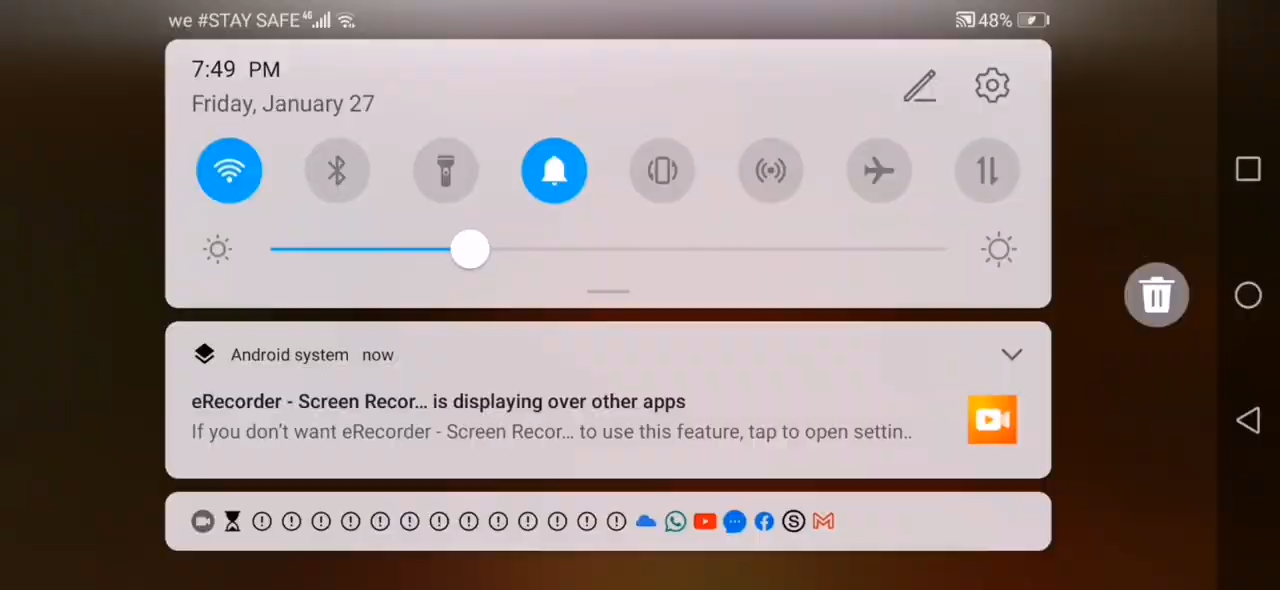 we #STAY SAFE 4G
48%
7:49 PM
Friday, January 27
Android system now
eRecorder - Screen Recor... is displaying over other apps
If you don't want eRecorder - Screen Recor... to use this feature, tap to open settin..